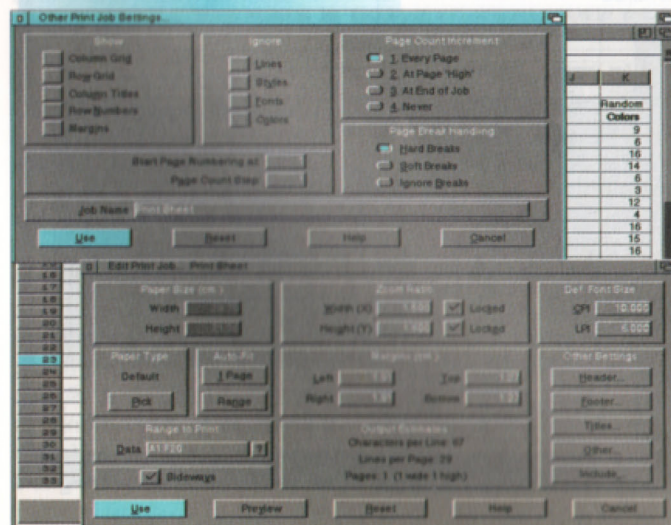 Other Print Job Settings...
Show
Column Grid
Row Grid
Column Titles
Row Numbers
Margins
Ignore
Lines
Styles
Fonts
Colors
Page Count Increment
1. Every Page
2. At Page 'High'
3. At End of Job
4. Never
Page Break Handling
Hard Breaks
Soft Breaks
Ignore Breaks
Start Page Numbering at
Page Count Step
Job Name Print Sheet
Use
Reset
Help
Cancel
J K
Random
Colors
9
6
16
14
6
3
12
4
16
15
16
16
17
18
19
20
21
22
23
24
25
26
27
28
29
30
31
32
33
Edit Print Job... Print Sheet
Paper Size (cm.)
Width
Height
Zoom Ratio
Width (X) Locked
Height (Y) Locked
Def. Font/Size
CPI 10.000
LPI 6.000
Paper Type
Default
Pick
Auto-Fit
1 Page
Range
Margins (cm.)
Left Top
Right Bottom
Other Settings
Header...
Footer...
Titles...
Other...
Include...
Range to Print
Data A1:F20 ?
Sideways
Output Estimates
Characters per Line: 67
Lines per Page: 29
Pages: 1 (1 wide 1 high)
Use
Preview
Reset
Help
Cancel